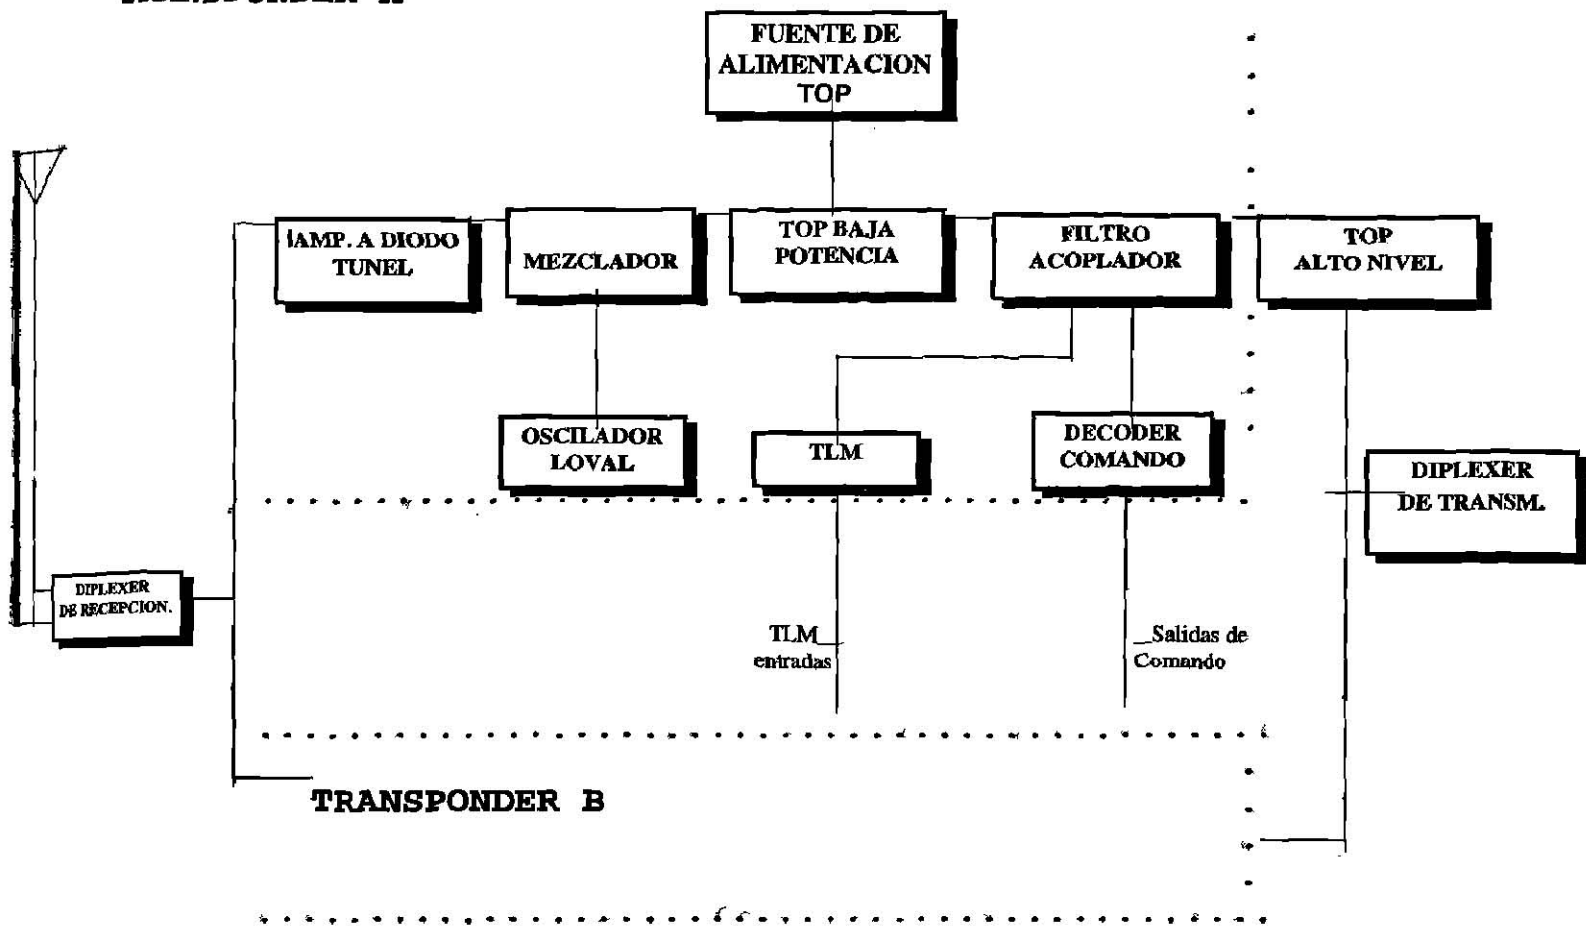 FUENTE DE
ALIMENTACION
TOP
AMP. A DIODO
TUNEL
MEZCLADOR
TOP BAJA
POTENCIA
FILTRO
ACOPLADOR
TOP
ALTO NIVEL
OSCILADOR
LOVAL
TLM
DECODER
COMANDO
DIPLEXER
DE TRANSM.
DIPLEXER
DE RECEPCION.
TLM
entradas
Salidas de
Comando
TRANSPONDER B